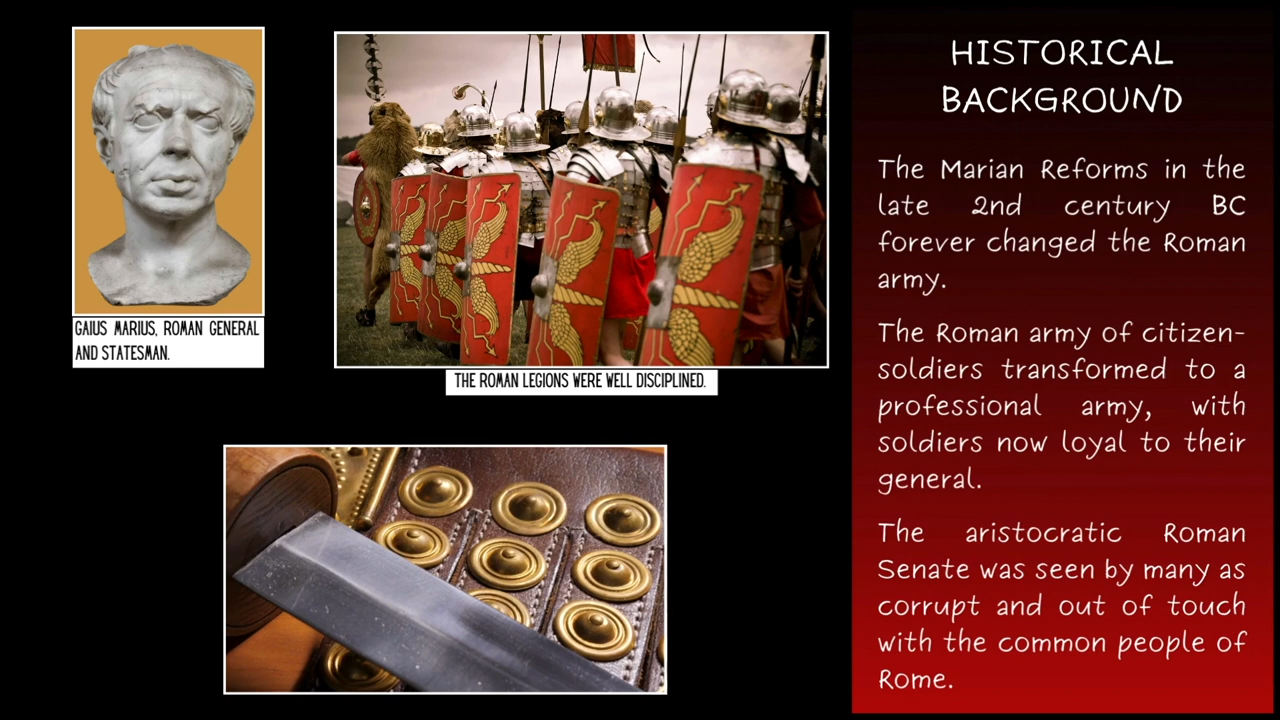 GAIUS MARIUS, ROMAN GENERAL
AND STATESMAN.
THE ROMAN LEGIONS WERE WELL DISCIPLINED.
HISTORICAL
BACKGROUND
The Marian Reforms in the
late 2nd century BC
forever changed the Roman
army.
The Roman army of citizen-
soldiers transformed to a
professional army, with
soldiers now loyal to their
general.
The aristocratic Roman
Senate was seen by many as
corrupt and out of touch
with the common people of
Rome.